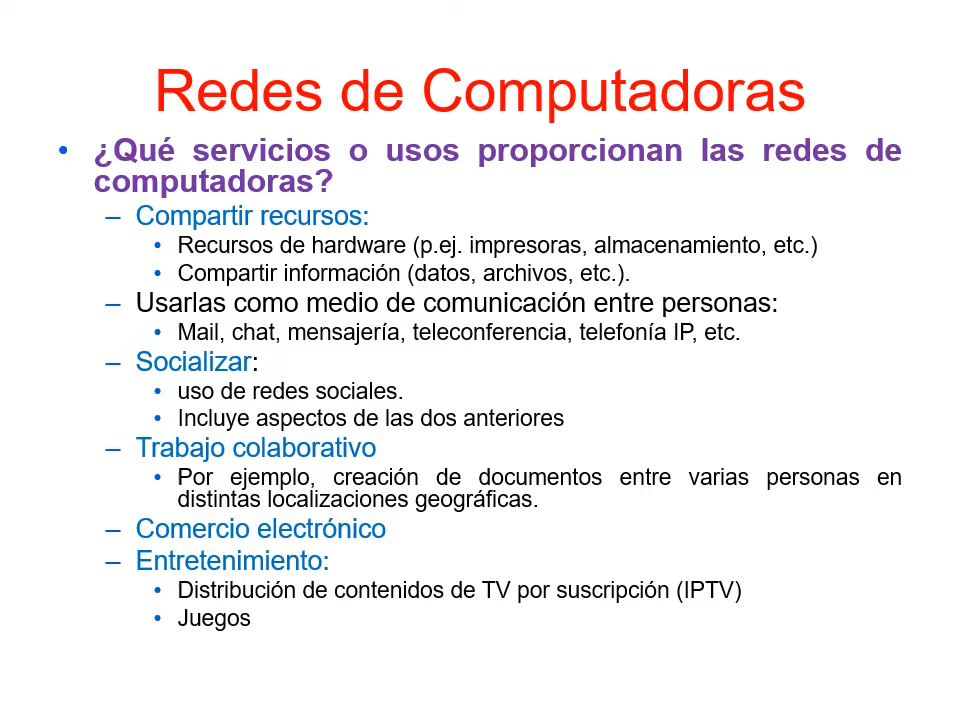 Redes de Computadoras
• ¿Qué servicios o usos proporcionan las redes de
computadoras?
– Compartir recursos:
• Recursos de hardware (p.ej. impresoras, almacenamiento, etc.)
• Compartir información (datos, archivos, etc.).
– Usarlas como medio de comunicación entre personas:
• Mail, chat, mensajería, teleconferencia, telefonía IP, etc.
– Socializar:
• uso de redes sociales.
• Incluye aspectos de las dos anteriores
– Trabajo colaborativo
• Por ejemplo, creación de documentos entre varias personas en
distintas localizaciones geográficas.
– Comercio electrónico
– Entretenimiento:
• Distribución de contenidos de TV por suscripción (IPTV)
• Juegos